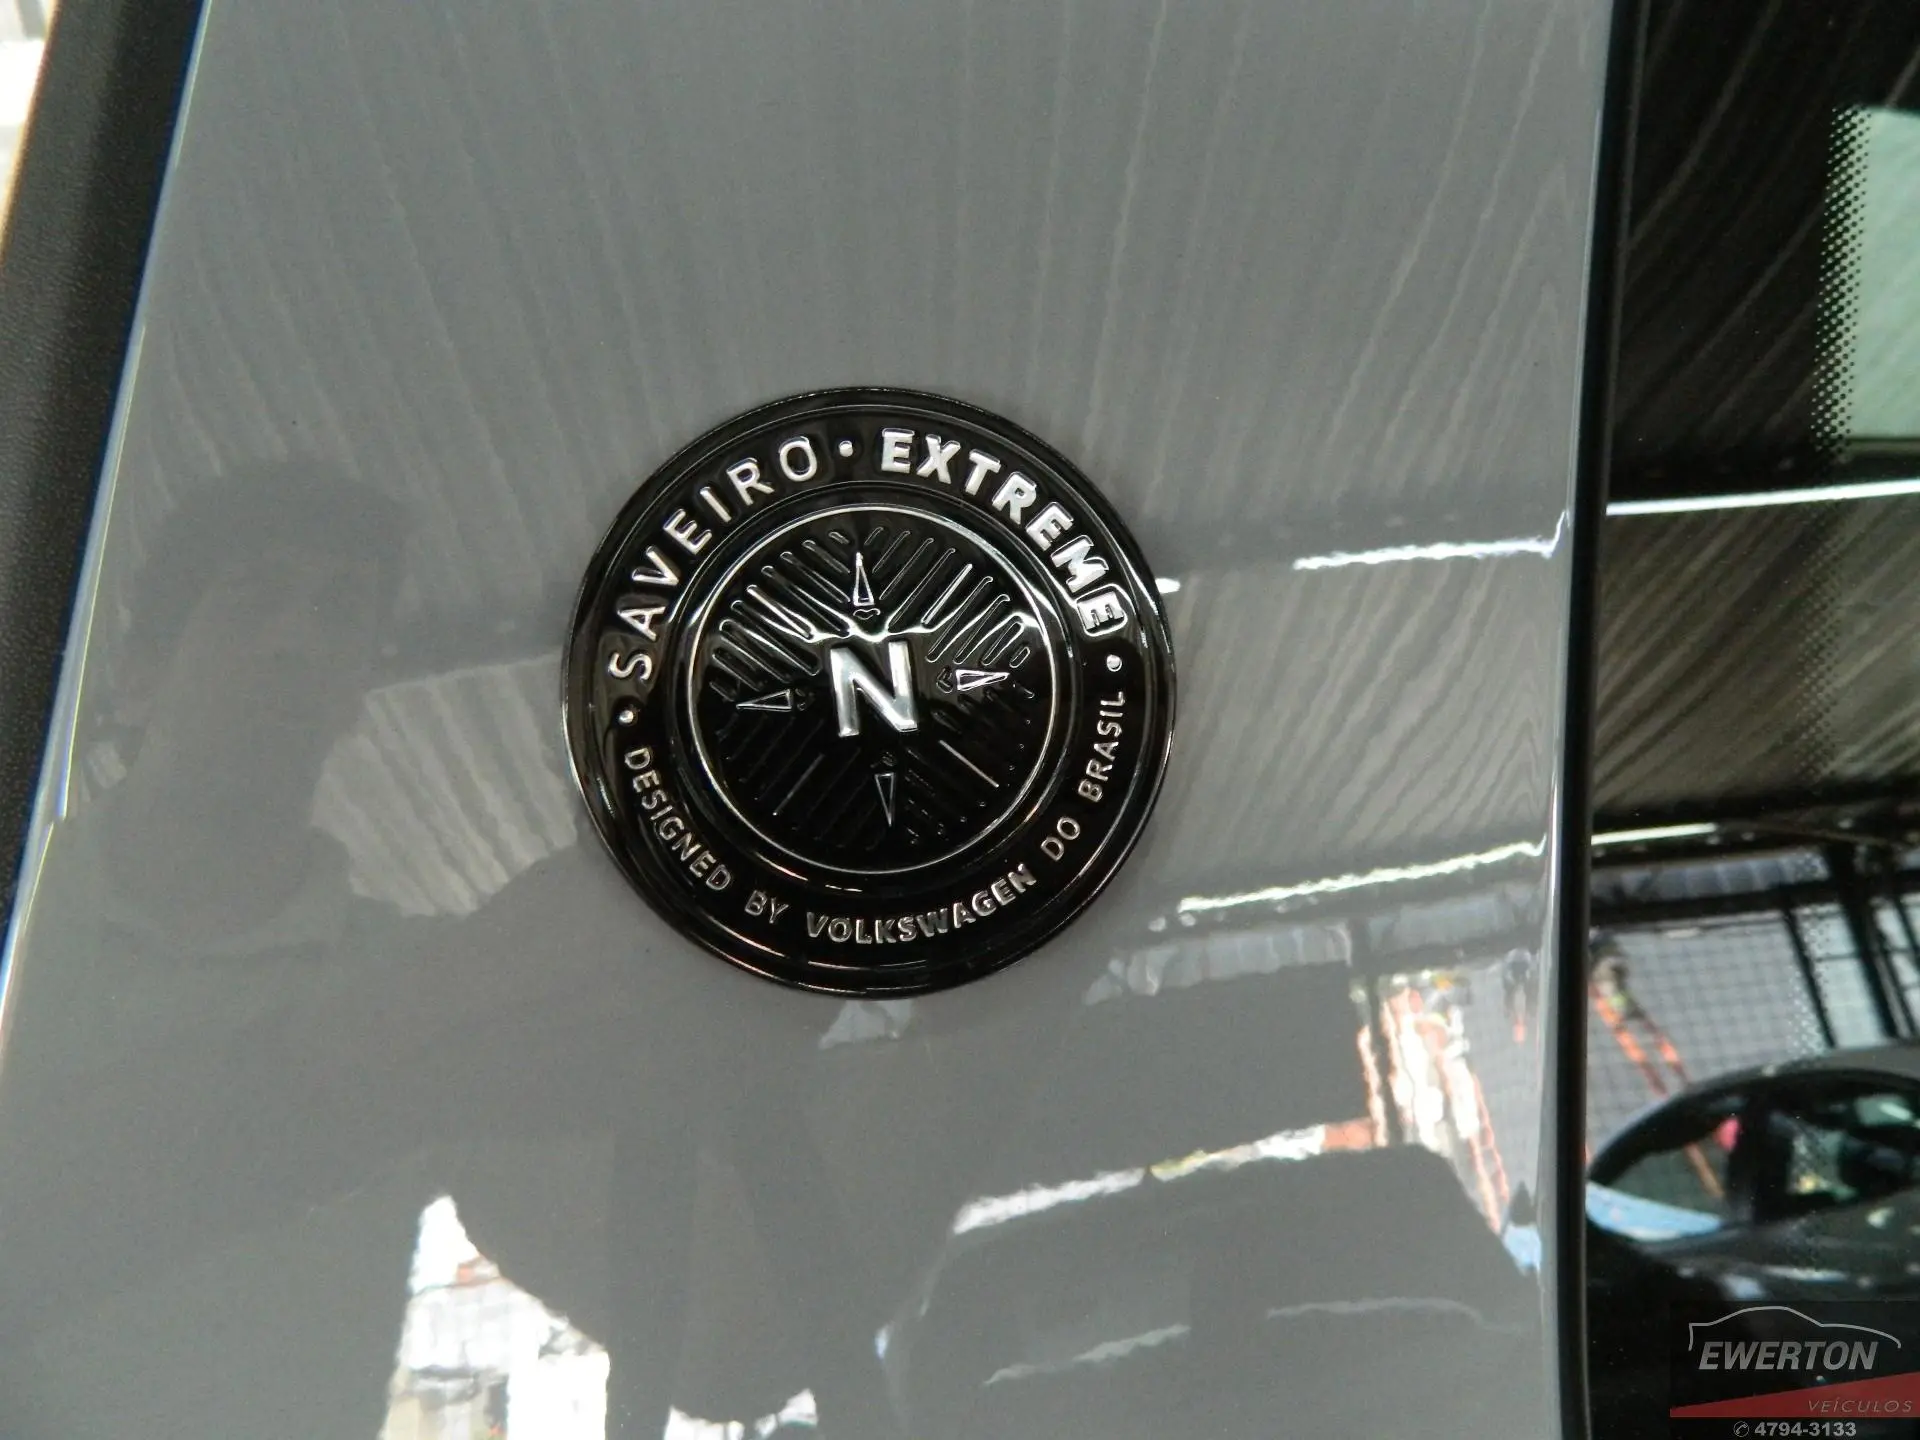 • SAVEIRO • EXTREME •
N
DESIGNED BY VOLKSWAGEN DO BRASIL
EWERTON
VEÍCULOS
✆ 4794-3133